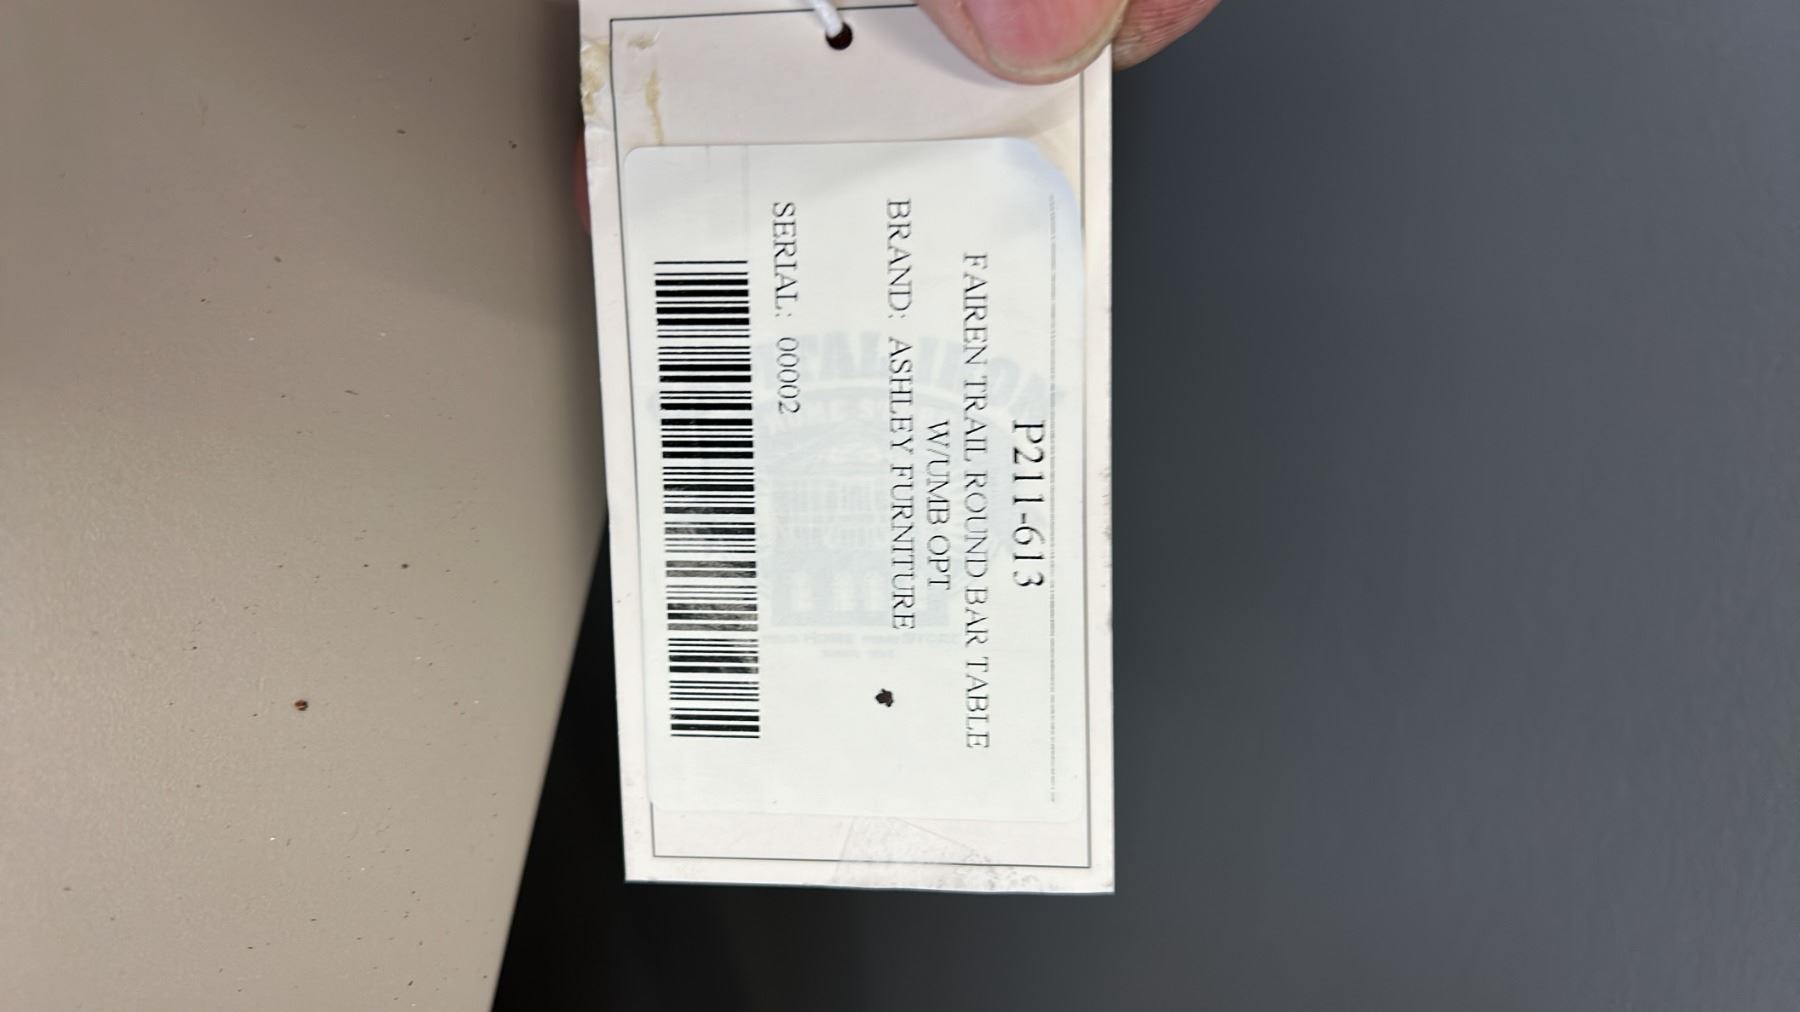 P211-613
FAIREN TRAIL ROUND BAR TABLE
W/UMB OPT
BRAND: ASHLEY FURNITURE
SERIAL: 00002